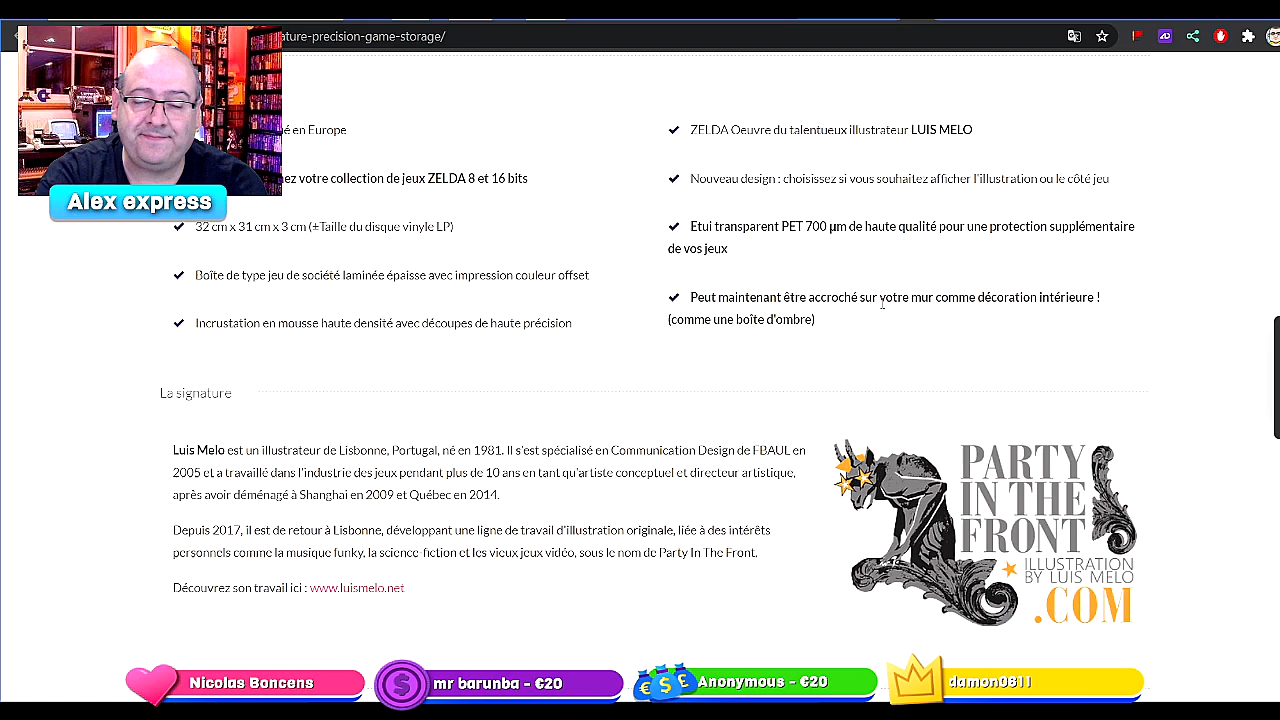 ature-precision-game-storage/
é en Europe
ZELDA Oeuvre du talentueux illustrateur LUIS MELO
nez votre collection de jeux ZELDA 8 et 16 bits
Nouveau design : choisissez si vous souhaitez afficher l'illustration ou le côté jeu
Alex express
32 cm x 31 cm x 3 cm (±Taille du disque vinyle LP)
Etui transparent PET 700 µm de haute qualité pour une protection supplémentaire
de vos jeux
Boîte de type jeu de société laminée épaisse avec impression couleur offset
Peut maintenant être accroché sur votre mur comme décoration intérieure !
(comme une boîte d'ombre)
Incrustation en mousse haute densité avec découpes de haute précision
La signature
Luis Melo est un illustrateur de Lisbonne, Portugal, né en 1981. Il s'est spécialisé en Communication Design de FBAUL en
2005 et a travaillé dans l'industrie des jeux pendant plus de 10 ans en tant qu'artiste conceptuel et directeur artistique,
après avoir déménagé à Shanghai en 2009 et Québec en 2014.
Depuis 2017, il est de retour à Lisbonne, développant une ligne de travail d'illustration originale, liée à des intérêts
personnels comme la musique funky, la science-fiction et les vieux jeux vidéo, sous le nom de Party In The Front.
Découvrez son travail ici : www.luismelo.net
PARTY
IN THE
FRONT
ILLUSTRATION
BY LUIS MELO
.COM
Nicolas Boncens
mr barunba - €20
Anonymous - €20
damon0811